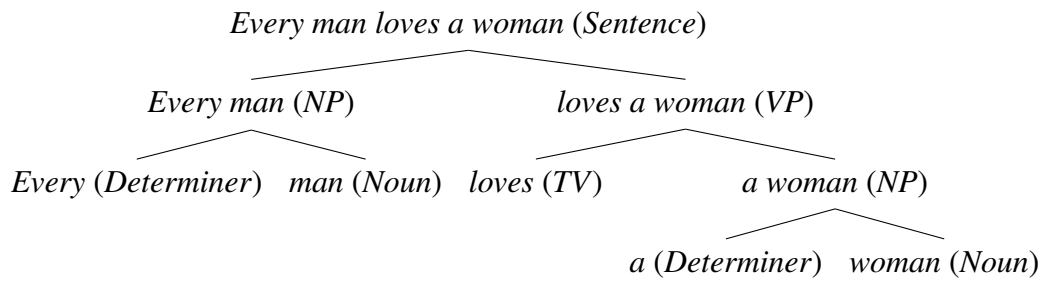 Every man loves a woman (Sentence)
Every man (NP) loves a woman (VP)
Every (Determiner) man (Noun) loves (TV) a woman (NP)
a (Determiner) woman (Noun)